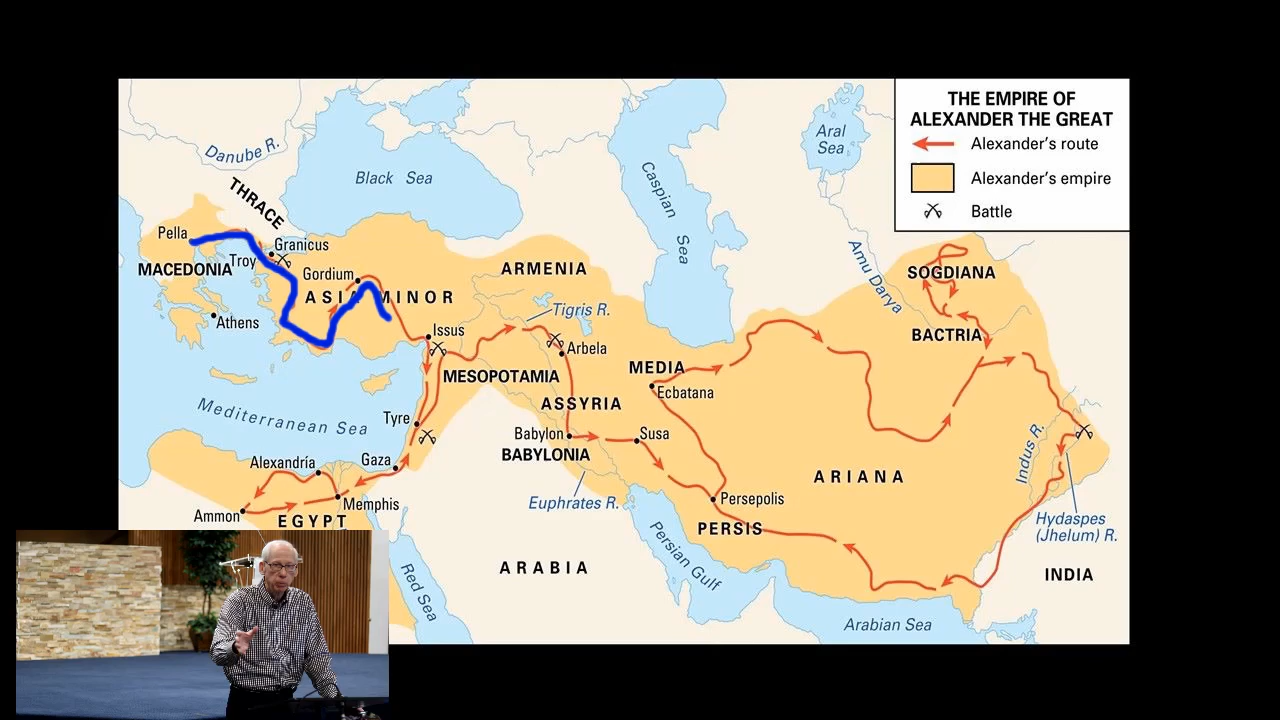 THE EMPIRE OF
ALEXANDER THE GREAT
Alexander's route
Alexander's empire
Battle
Danube R.
Black Sea
Caspian Sea
Aral
Sea
THRACE
Pella
Granicus
Troy
MACEDONIA
Gordium
ASIA MINOR
ARMENIA
Amu Darya
SOGDIANA
Athens
Issus
Tigris R.
Arbela
BACTRIA
MESOPOTAMIA
MEDIA
Ecbatana
Mediterranean Sea
Tyre
ASSYRIA
Babylon
BABYLONIA
Susa
Indus R.
Alexandría
Gaza
Memphis
Ammon
EGYPT
Euphrates R.
Persepolis
PERSIS
ARIANA
Hydaspes
(Jhelum) R.
Red Sea
ARABIA
Persian Gulf
INDIA
Arabian Sea